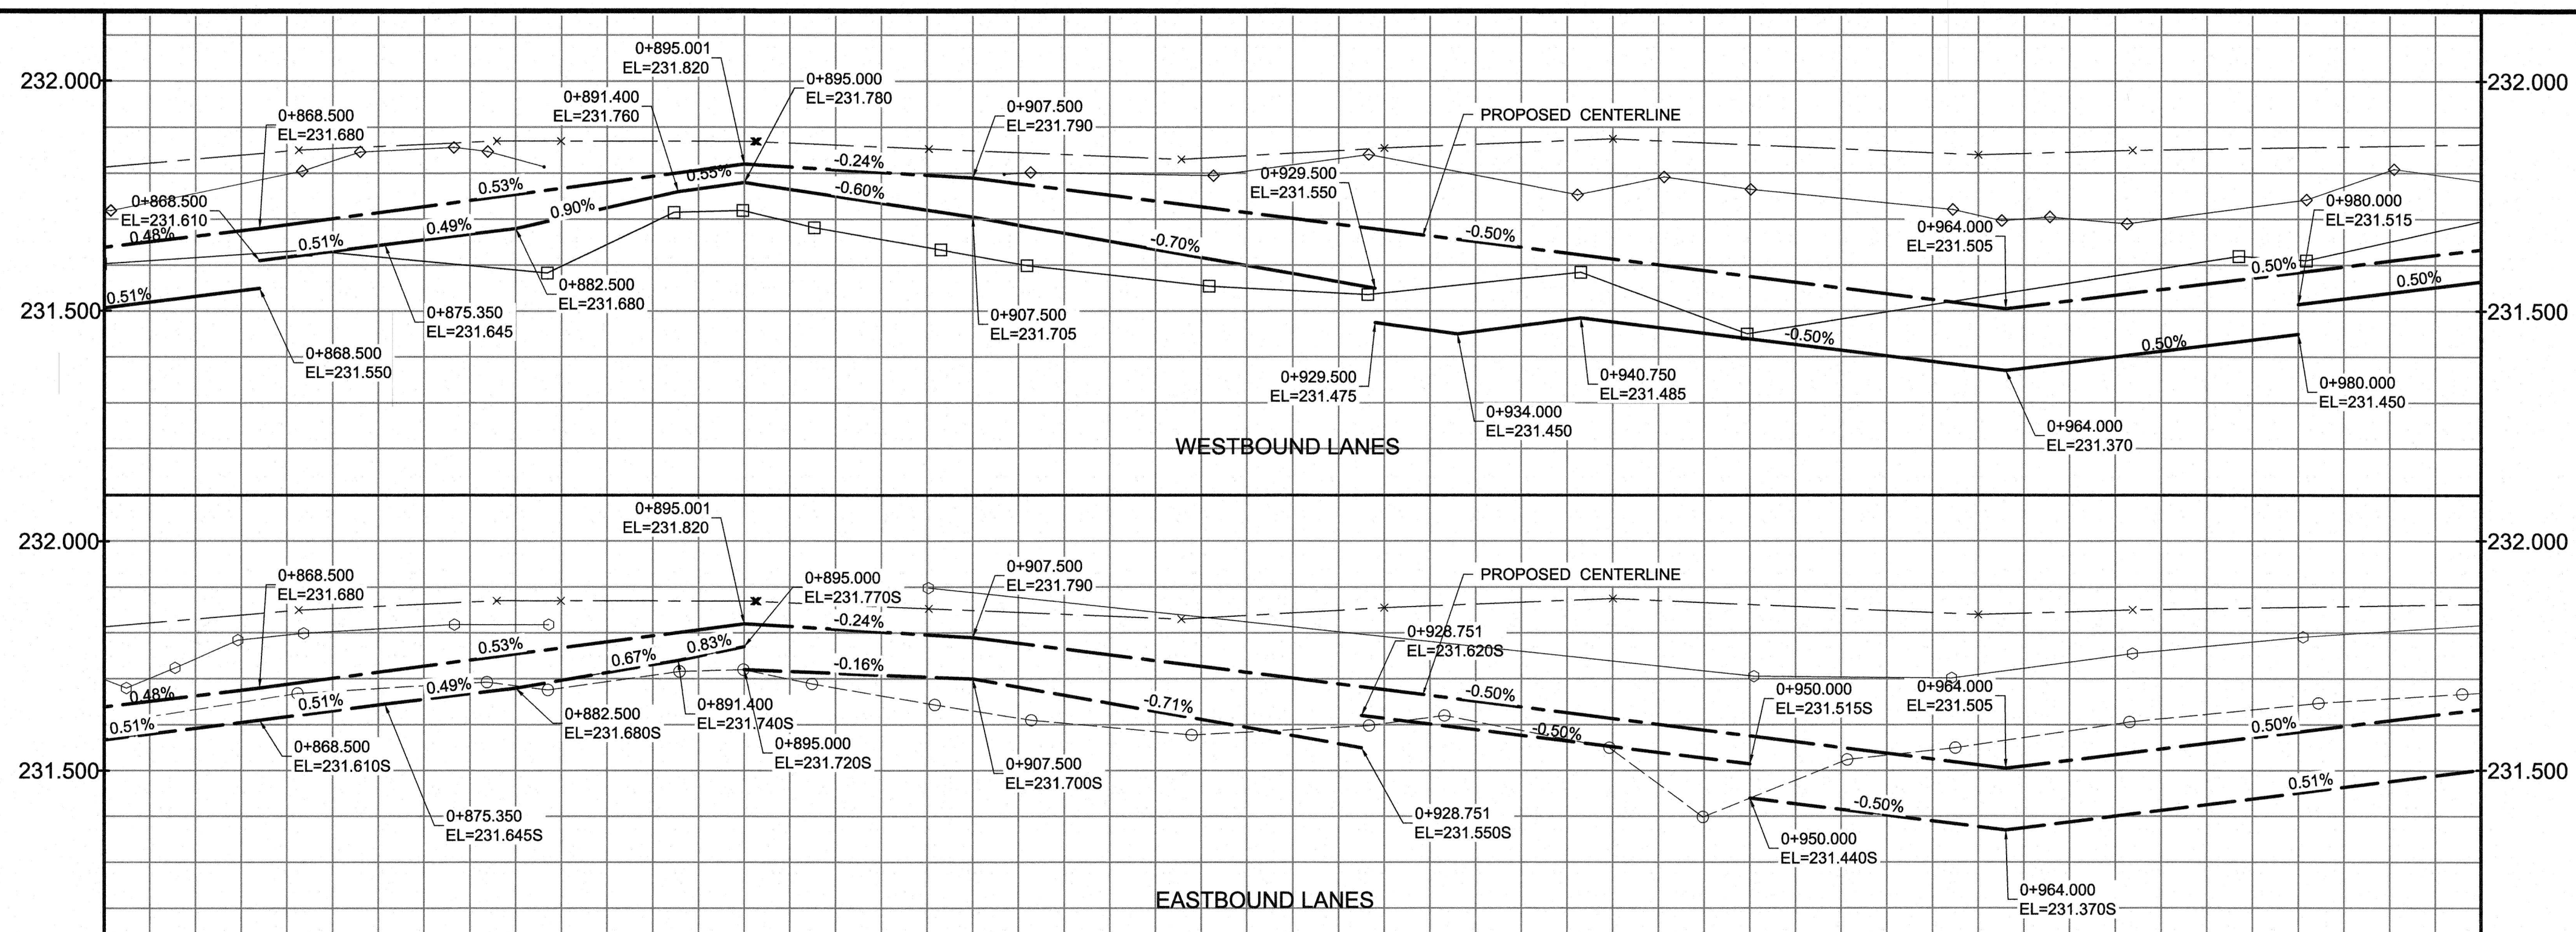 0+895.001
EL=231.820
232.000
232.000
0+895.000
EL=231.780
0+891.400
EL=231.760
0+868.500
EL=231.680
0+907.500
EL=231.790
PROPOSED CENTERLINE
-0.24%
0.55%
0.53%
-0.60%
0+929.500
EL=231.550
0+868.500
EL=231.610
0.90%
0.49%
0.48%
0.51%
-0.70%
-0.50%
0+964.000
EL=231.505
0+980.000
EL=231.515
0.50%
0.50%
0.51%
0+882.500
EL=231.680
231.500
231.500
0+875.350
EL=231.645
0+907.500
EL=231.705
-0.50%
0.50%
0+868.500
EL=231.550
0+929.500
EL=231.475
0+940.750
EL=231.485
0+980.000
EL=231.450
0+934.000
EL=231.450
0+964.000
EL=231.370
WESTBOUND LANES
0+895.001
EL=231.820
232.000
232.000
0+868.500
EL=231.680
0+895.000
EL=231.770S
0+907.500
EL=231.790
PROPOSED CENTERLINE
-0.24%
0.53%
0.83%
0.67%
-0.16%
0+928.751
EL=231.620S
0.48%
0.51%
0.49%
0.51%
-0.71%
-0.50%
-0.50%
0+950.000
EL=231.515S
0+964.000
EL=231.505
0.50%
0+891.400
EL=231.740S
0+882.500
EL=231.680S
0+868.500
EL=231.610S
0+895.000
EL=231.720S
0+907.500
EL=231.700S
231.500
231.500
0.51%
-0.50%
0+875.350
EL=231.645S
0+928.751
EL=231.550S
0+950.000
EL=231.440S
0+964.000
EL=231.370S
EASTBOUND LANES